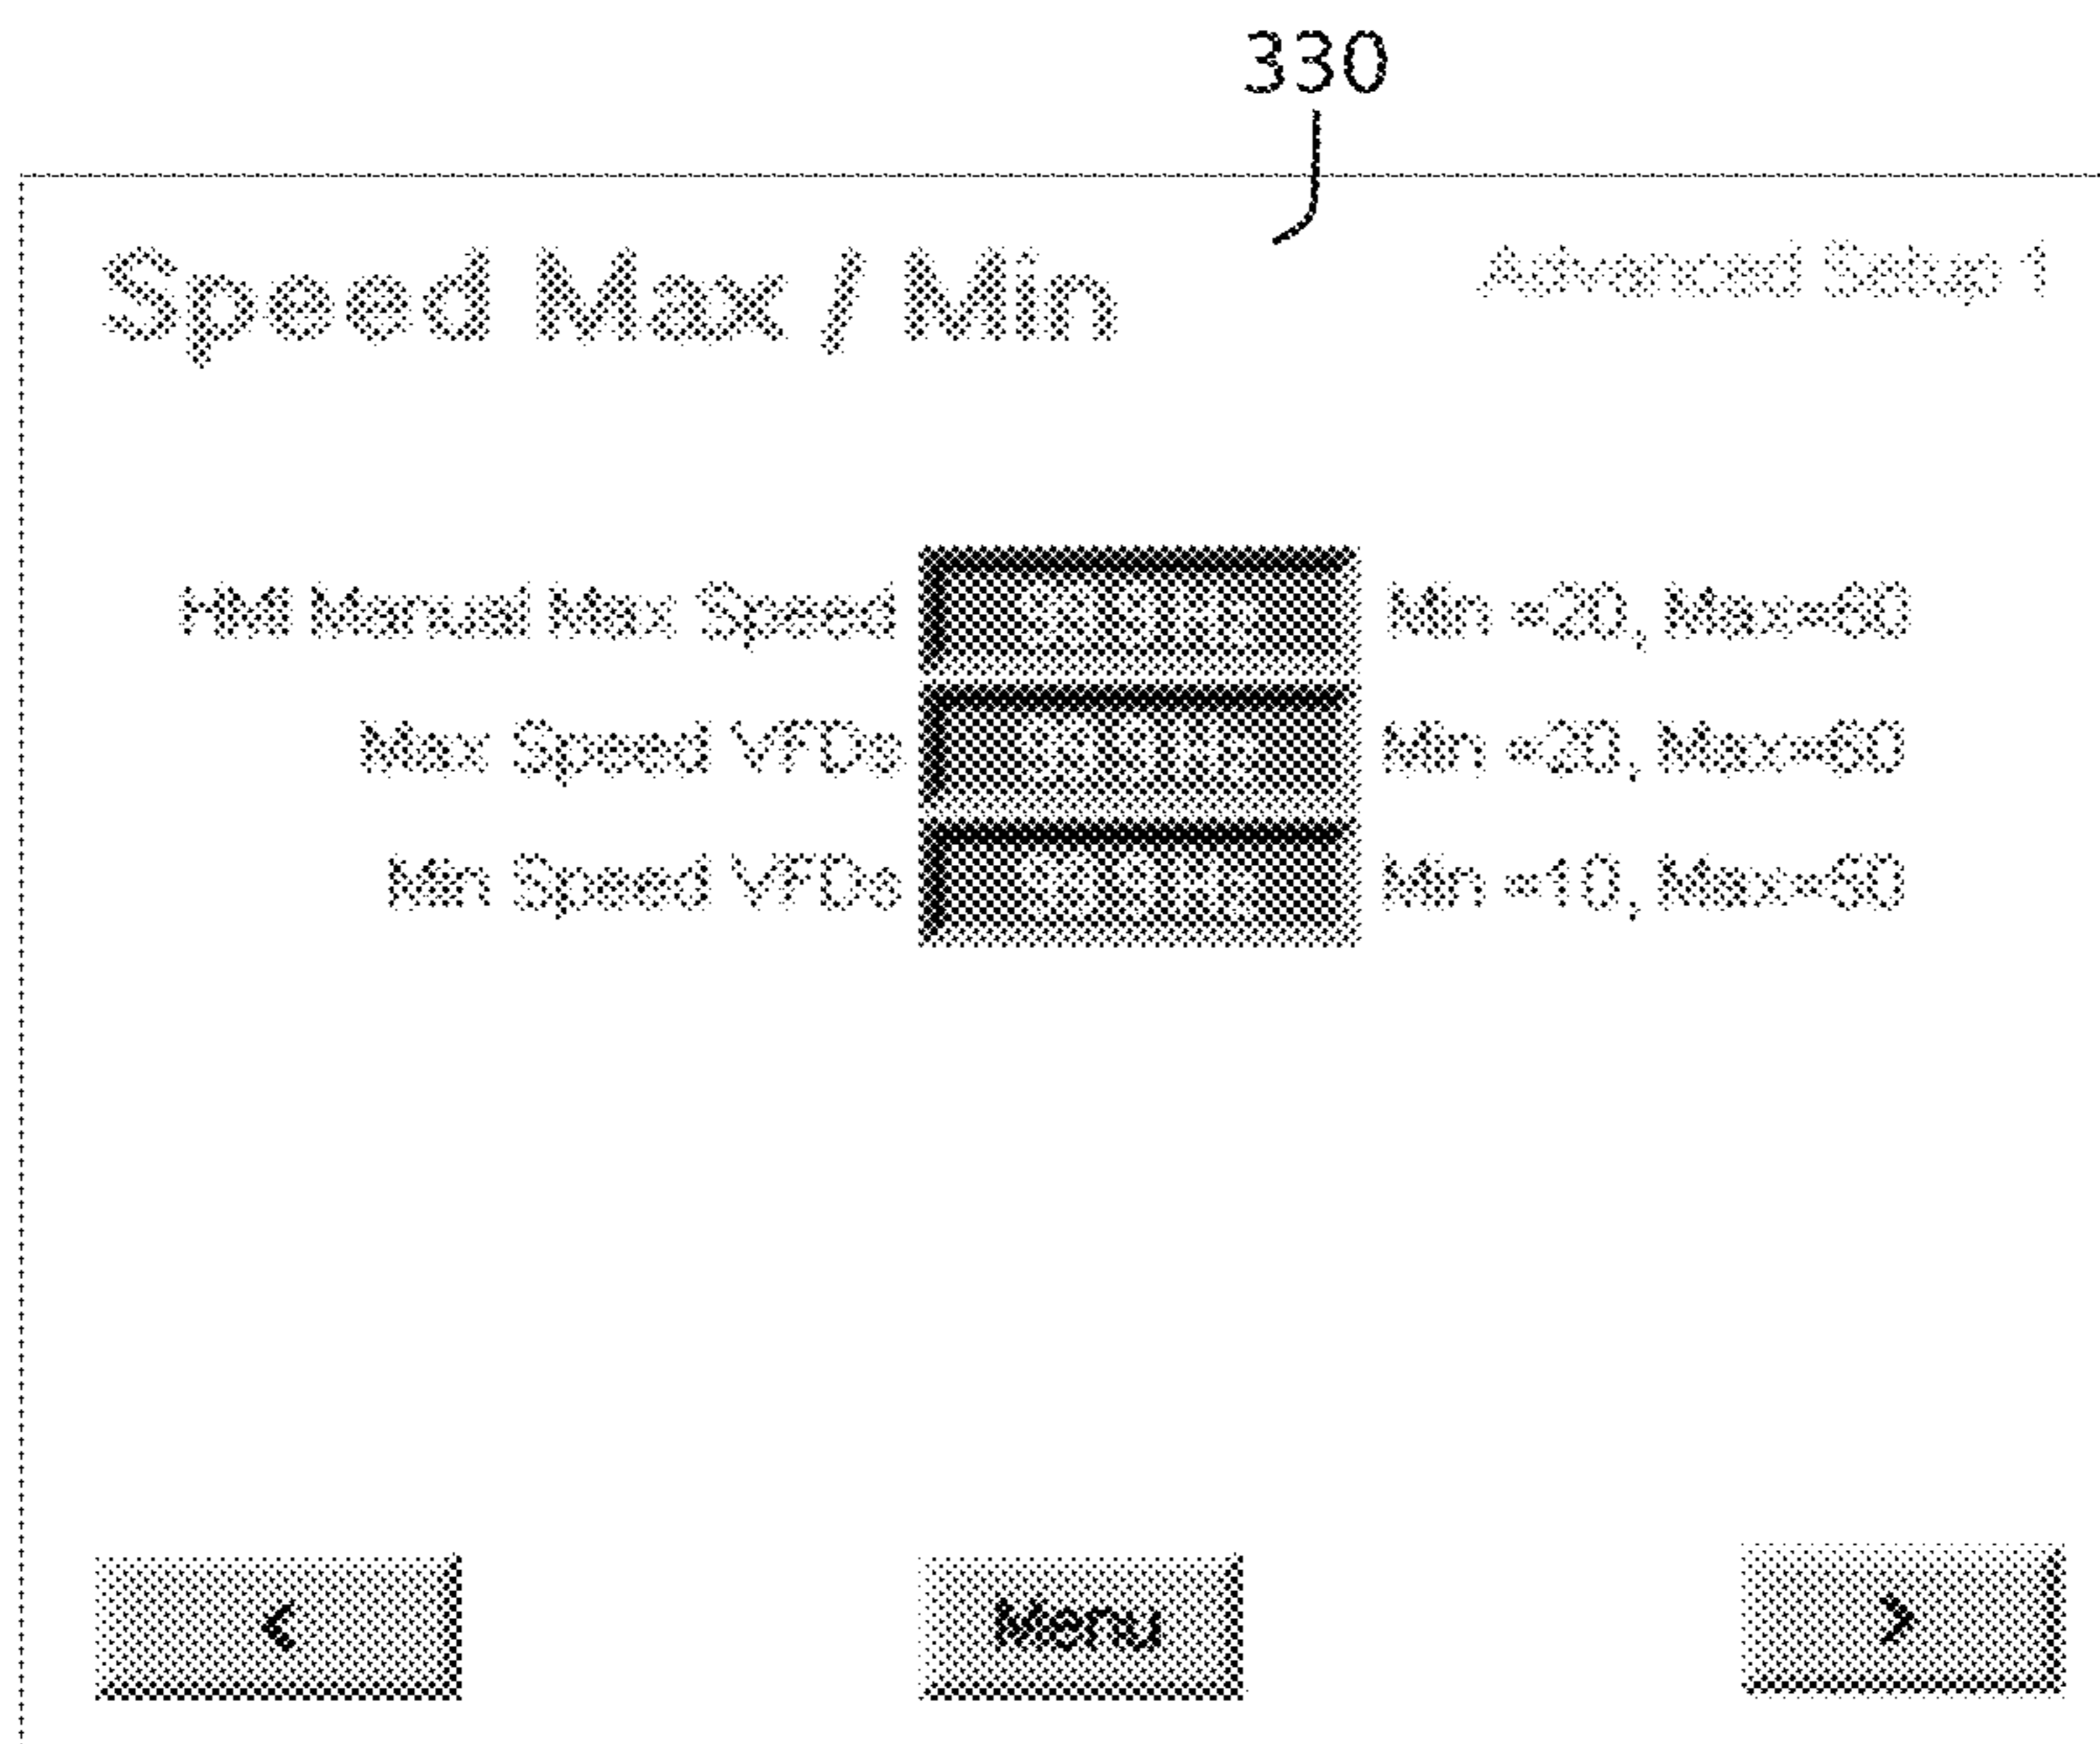 330
Speed Max / Min
Advanced Setup 1
HMI Manual Max Speed
Min =20, Max=60
Max Speed VFDs
Min =20, Max=60
Min Speed VFDs
Min =10, Max=60
<
Menu
>